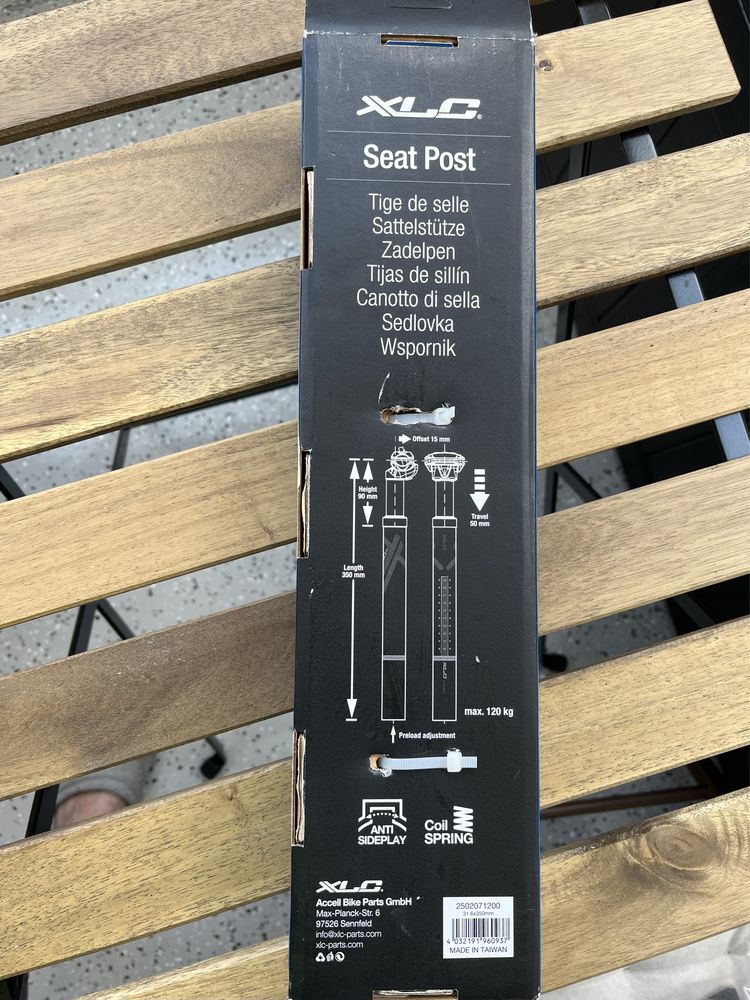 XLC
Seat Post
Tige de selle
Sattelstütze
Zadelpen
Tijas de sillín
Canotto di sella
Sedlovka
Wspornik
Offset 15 mm
Height
90 mm
Travel
50 mm
Length
350 mm
XLC
max. 120 kg
Preload adjustment
ANTI
SIDEPLAY
Coil
SPRING
XLC
Accell Bike Parts GmbH
Max-Planck-Str. 6
97526 Sennfeld
info@xlc-parts.com
xlc-parts.com
2502071200
31.6x350mm
4 032191 960937
MADE IN TAIWAN